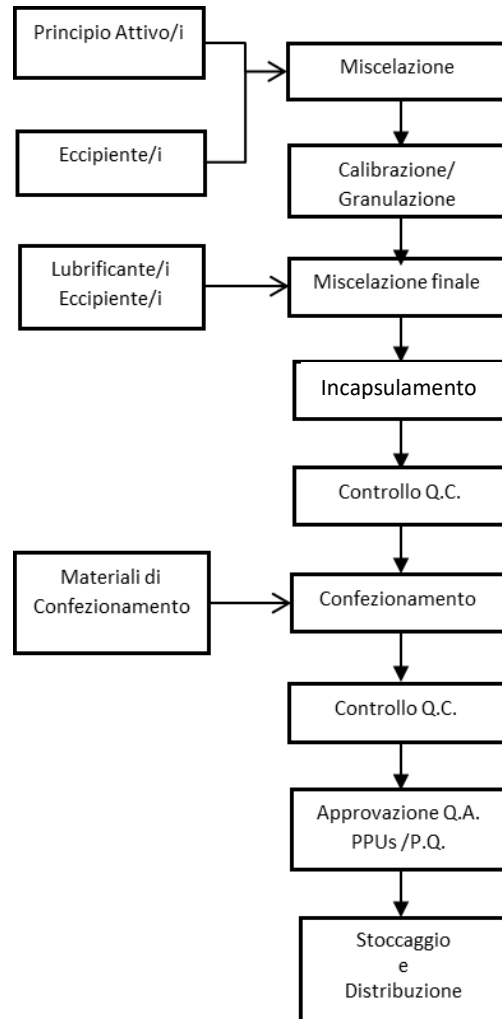 Principio Attivo/i
Miscelazione
Eccipiente/i
Calibrazione/
Granulazione
Lubrificante/i
Eccipiente/i
Miscelazione finale
Incapsulamento
Controllo Q.C.
Materiali di
Confezionamento
Confezionamento
Controllo Q.C.
Approvazione Q.A.
PPUs /P.Q.
Stoccaggio
e
Distribuzione